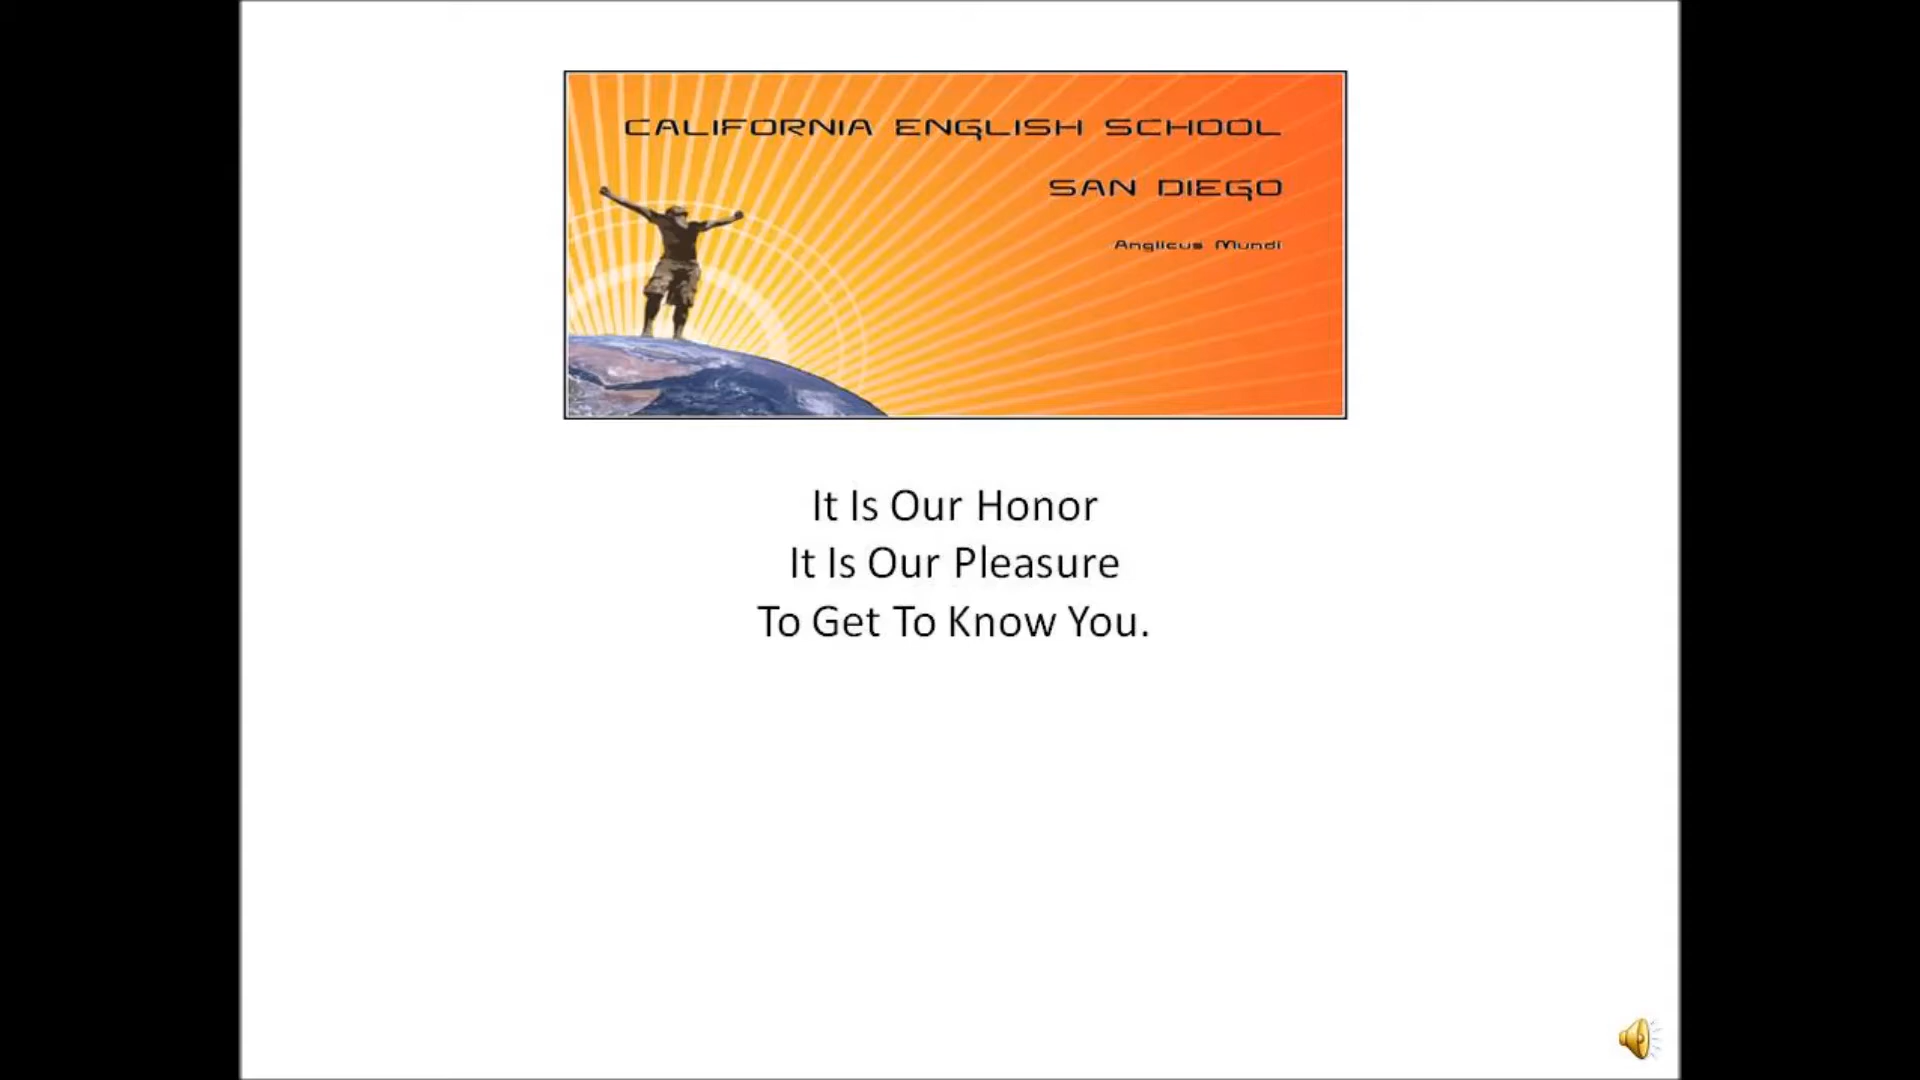 CALIFORNIA ENGLISH SCHOOL
SAN DIEGO
Anglicus Mundi
It Is Our Honor
It Is Our Pleasure
To Get To Know You.